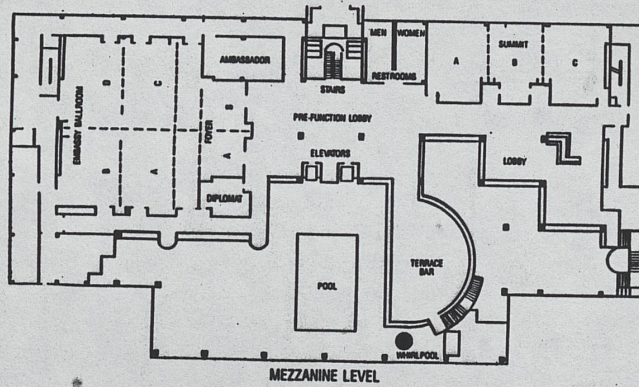 MEN
WOMEN
RESTROOMS
AMBASSADOR
SUMMIT
A
B
C
STAIRS
D
C
B
EMBASSY BALLROOM
FOYER
PRE-FUNCTION LOBBY
ELEVATORS
LOBBY
B
A
A
DIPLOMAT
TERRACE
BAR
POOL
WHIRLPOOL
MEZZANINE LEVEL